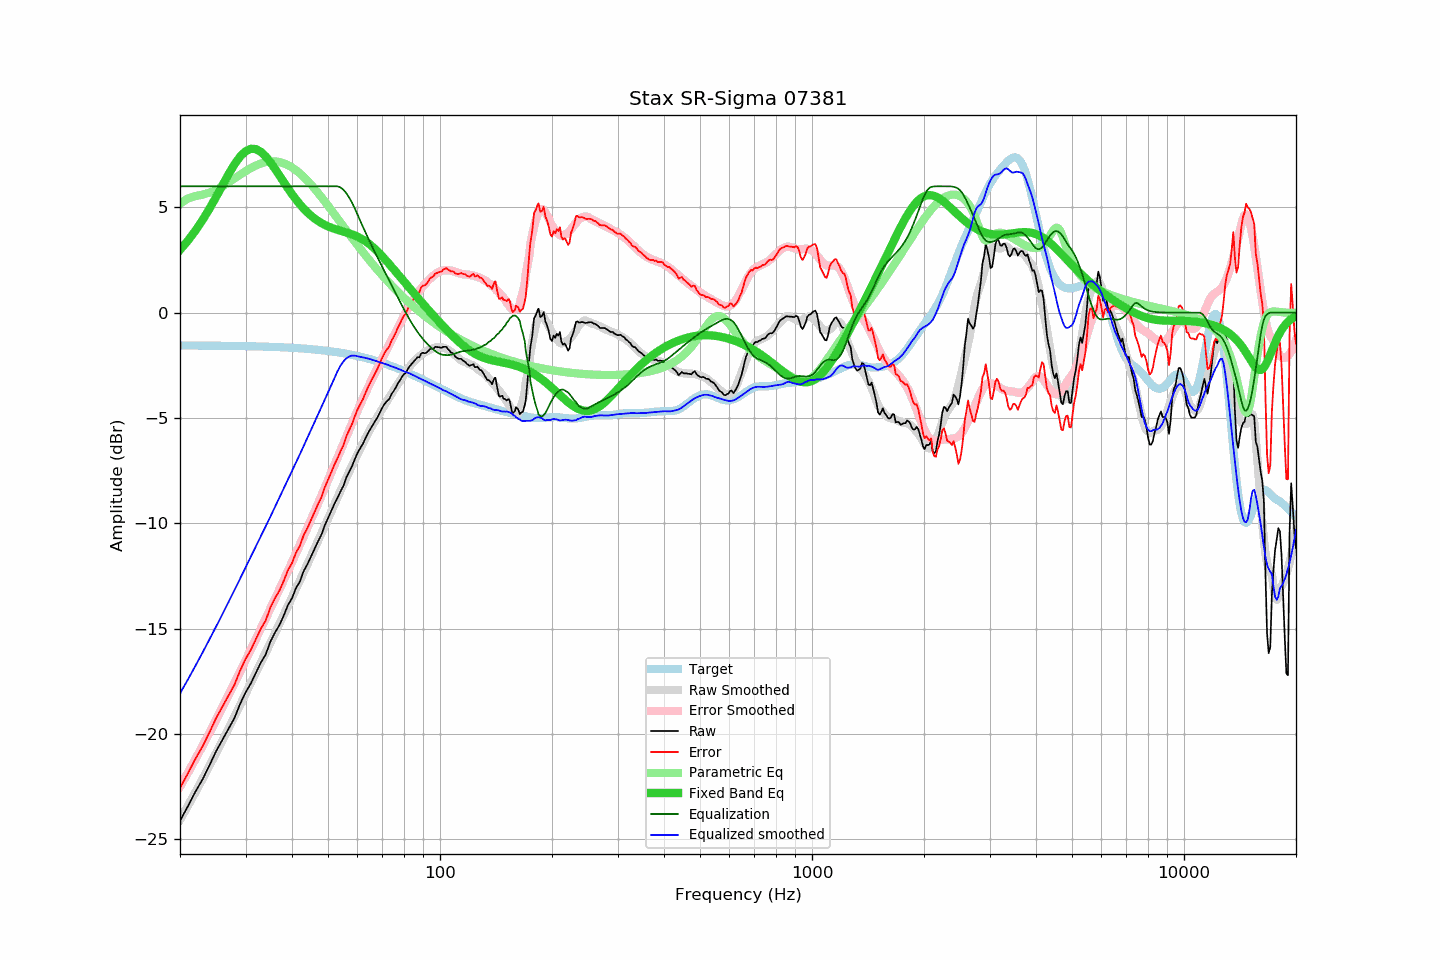 Stax SR-Sigma 07381
Amplitude (dBr)
5
0
−5
−10
−15
−20
−25
Target
Raw Smoothed
Error Smoothed
Raw
Error
Parametric Eq
Fixed Band Eq
Equalization
Equalized smoothed
100
1000
10000
Frequency (Hz)